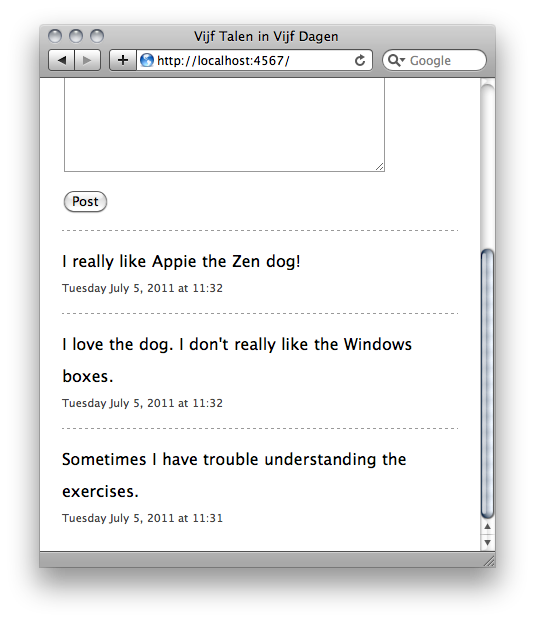 Vijf Talen in Vijf Dagen
http://localhost:4567/
Google
Post
I really like Appie the Zen dog!
Tuesday July 5, 2011 at 11:32
I love the dog. I don't really like the Windows
boxes.
Tuesday July 5, 2011 at 11:32
Sometimes I have trouble understanding the
exercises.
Tuesday July 5, 2011 at 11:31